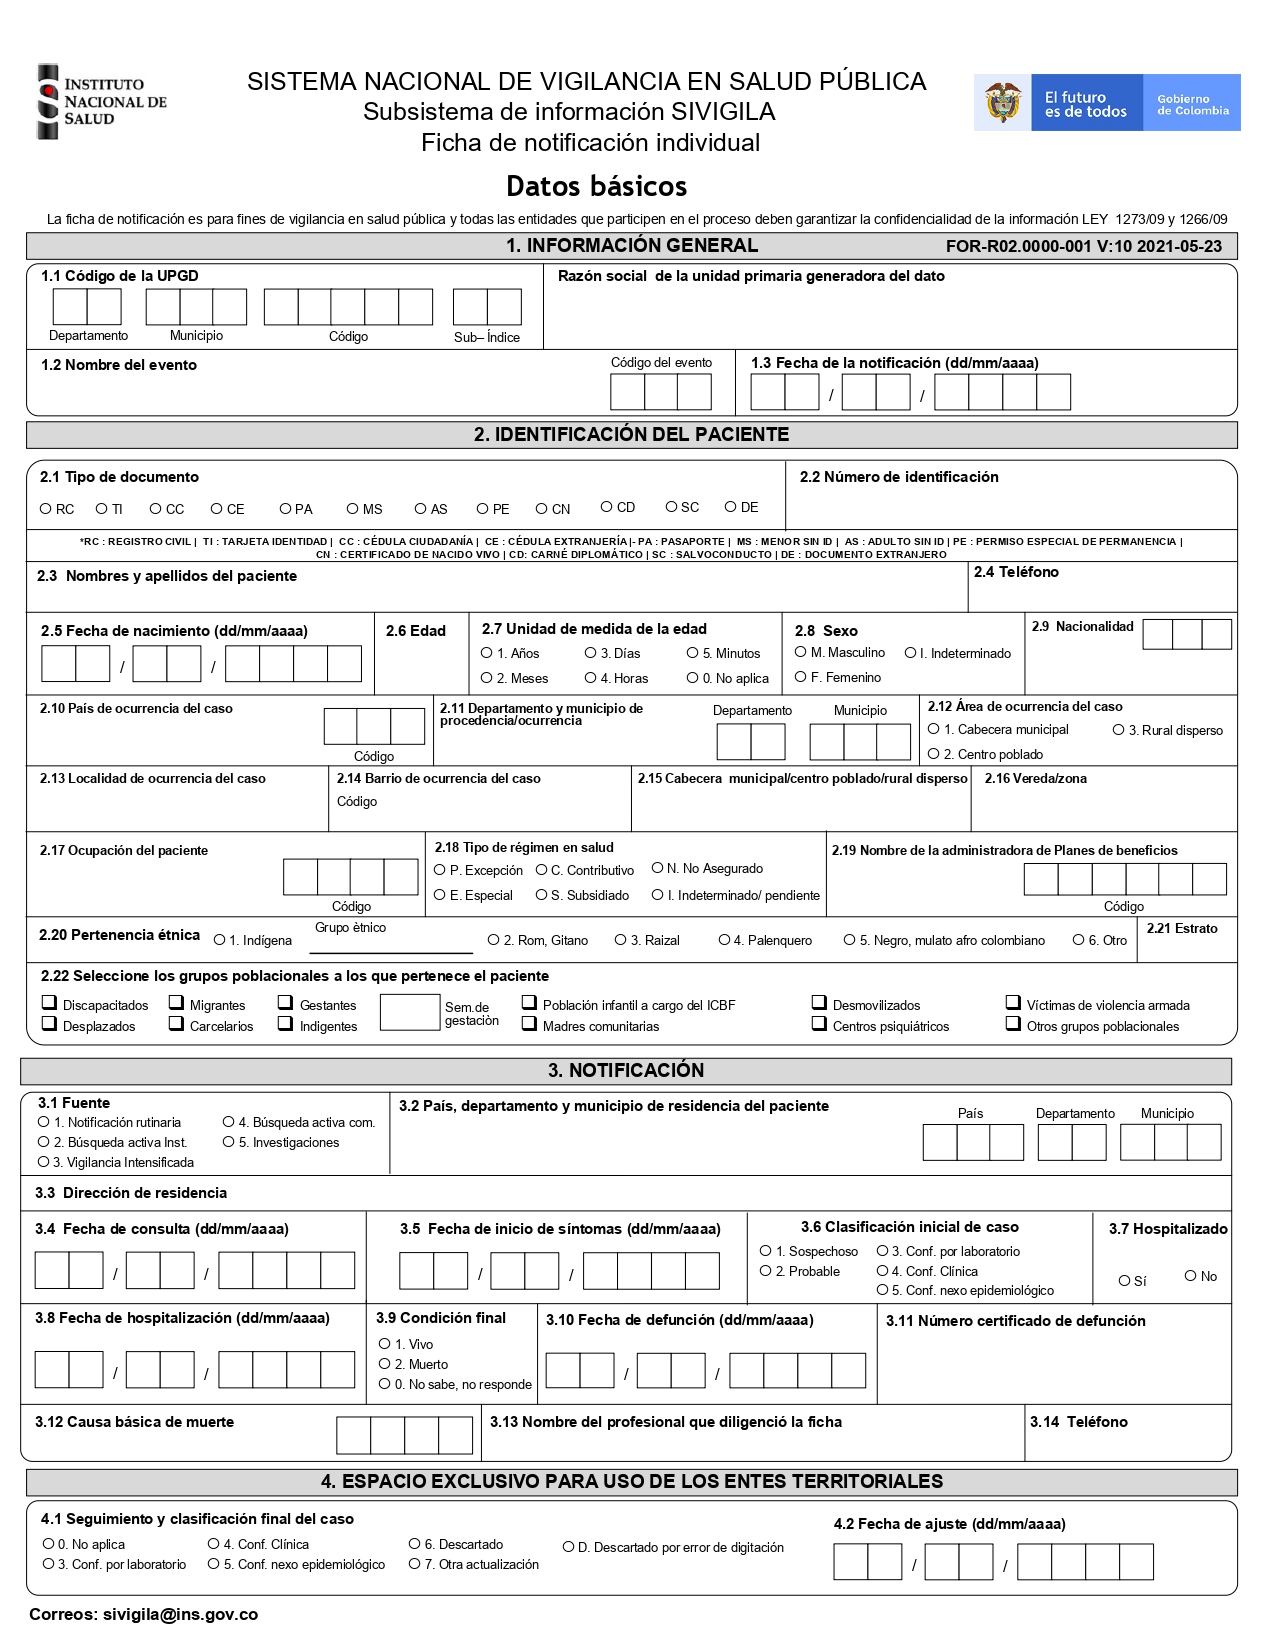 INSTITUTO
NACIONAL DE
SALUD
SISTEMA NACIONAL DE VIGILANCIA EN SALUD PÚBLICA
Subsistema de información SIVIGILA
Ficha de notificación individual
El futuro
es de todos
Gobierno
de Colombia
Datos básicos
La ficha de notificación es para fines de vigilancia en salud pública y todas las entidades que participen en el proceso deben garantizar la confidencialidad de la información LEY 1273/09 y 1266/09
1. INFORMACIÓN GENERAL FOR-R02.0000-001 V:10 2021-05-23
1.1 Código de la UPGD Razón social de la unidad primaria generadora del dato
Departamento Municipio Código Sub– Índice
1.2 Nombre del evento Código del evento 1.3 Fecha de la notificación (dd/mm/aaaa)
/ /
2. IDENTIFICACIÓN DEL PACIENTE
2.1 Tipo de documento 2.2 Número de identificación
RC TI CC CE PA MS AS PE CN CD SC DE
*RC : REGISTRO CIVIL | TI : TARJETA IDENTIDAD | CC : CÉDULA CIUDADANÍA | CE : CÉDULA EXTRANJERÍA |- PA : PASAPORTE | MS : MENOR SIN ID | AS : ADULTO SIN ID | PE : PERMISO ESPECIAL DE PERMANENCIA |
CN : CERTIFICADO DE NACIDO VIVO | CD: CARNÉ DIPLOMÁTICO | SC : SALVOCONDUCTO | DE : DOCUMENTO EXTRANJERO
2.3 Nombres y apellidos del paciente 2.4 Teléfono
2.5 Fecha de nacimiento (dd/mm/aaaa) 2.6 Edad 2.7 Unidad de medida de la edad 2.8 Sexo 2.9 Nacionalidad
/ / 1. Años 3. Días 5. Minutos M. Masculino I. Indeterminado
2. Meses 4. Horas 0. No aplica F. Femenino
2.10 País de ocurrencia del caso 2.11 Departamento y municipio de Departamento Municipio 2.12 Área de ocurrencia del caso
procedencia/ocurrencia
1. Cabecera municipal 3. Rural disperso
Código 2. Centro poblado
2.13 Localidad de ocurrencia del caso 2.14 Barrio de ocurrencia del caso 2.15 Cabecera municipal/centro poblado/rural disperso 2.16 Vereda/zona
Código
2.17 Ocupación del paciente 2.18 Tipo de régimen en salud 2.19 Nombre de la administradora de Planes de beneficios
P. Excepción C. Contributivo N. No Asegurado
E. Especial S. Subsidiado I. Indeterminado/ pendiente
Código Código
2.20 Pertenencia étnica 1. Indígena Grupo ètnico 2. Rom, Gitano 3. Raizal 4. Palenquero 5. Negro, mulato afro colombiano 6. Otro 2.21 Estrato
2.22 Seleccione los grupos poblacionales a los que pertenece el paciente
Discapacitados Migrantes Gestantes Sem.de Población infantil a cargo del ICBF Desmovilizados Víctimas de violencia armada
Desplazados Carcelarios Indigentes gestaciòn Madres comunitarias Centros psiquiátricos Otros grupos poblacionales
3. NOTIFICACIÓN
3.1 Fuente 3.2 País, departamento y municipio de residencia del paciente
1. Notificación rutinaria 4. Búsqueda activa com. País Departamento Municipio
2. Búsqueda activa Inst. 5. Investigaciones
3. Vigilancia Intensificada
3.3 Dirección de residencia
3.4 Fecha de consulta (dd/mm/aaaa) 3.5 Fecha de inicio de síntomas (dd/mm/aaaa) 3.6 Clasificación inicial de caso 3.7 Hospitalizado
1. Sospechoso 3. Conf. por laboratorio
/ / / / 2. Probable 4. Conf. Clínica Sí No
5. Conf. nexo epidemiológico
3.8 Fecha de hospitalización (dd/mm/aaaa) 3.9 Condición final 3.10 Fecha de defunción (dd/mm/aaaa) 3.11 Número certificado de defunción
1. Vivo
/ / 2. Muerto / /
0. No sabe, no responde
3.12 Causa básica de muerte 3.13 Nombre del profesional que diligenció la ficha 3.14 Teléfono
4. ESPACIO EXCLUSIVO PARA USO DE LOS ENTES TERRITORIALES
4.1 Seguimiento y clasificación final del caso 4.2 Fecha de ajuste (dd/mm/aaaa)
0. No aplica 4. Conf. Clínica 6. Descartado D. Descartado por error de digitación
3. Conf. por laboratorio 5. Conf. nexo epidemiológico 7. Otra actualización / /
Correos: sivigila@ins.gov.co